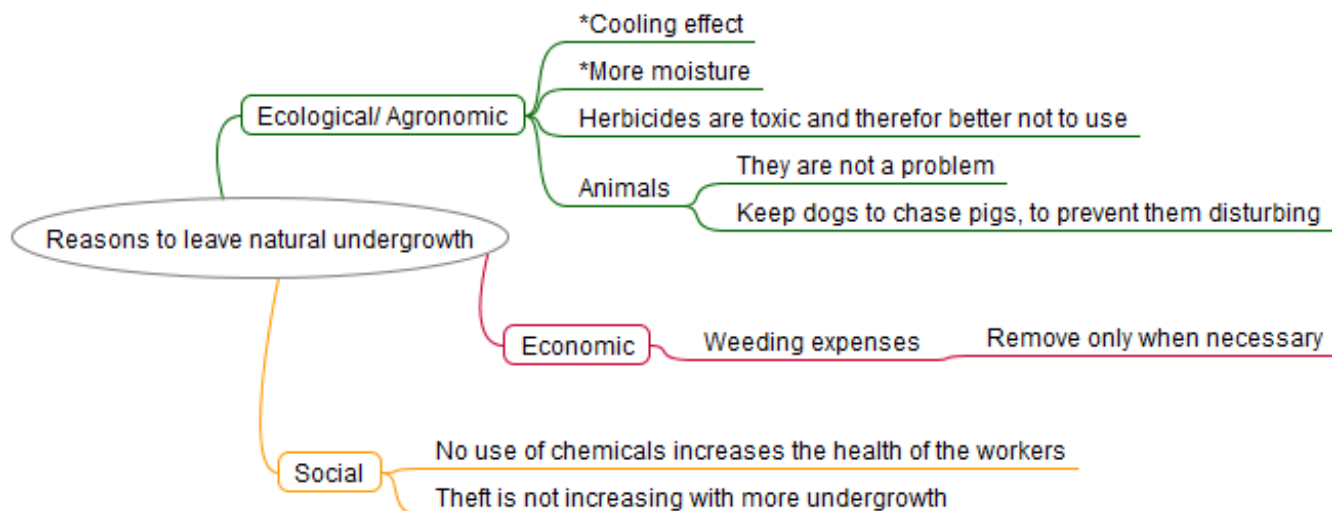 *Cooling effect
*More moisture
Ecological/ Agronomic
Herbicides are toxic and therefor better not to use
They are not a problem
Animals
Keep dogs to chase pigs, to prevent them disturbing
Reasons to leave natural undergrowth
Economic
Weeding expenses
Remove only when necessary
No use of chemicals increases the health of the workers
Social
Theft is not increasing with more undergrowth